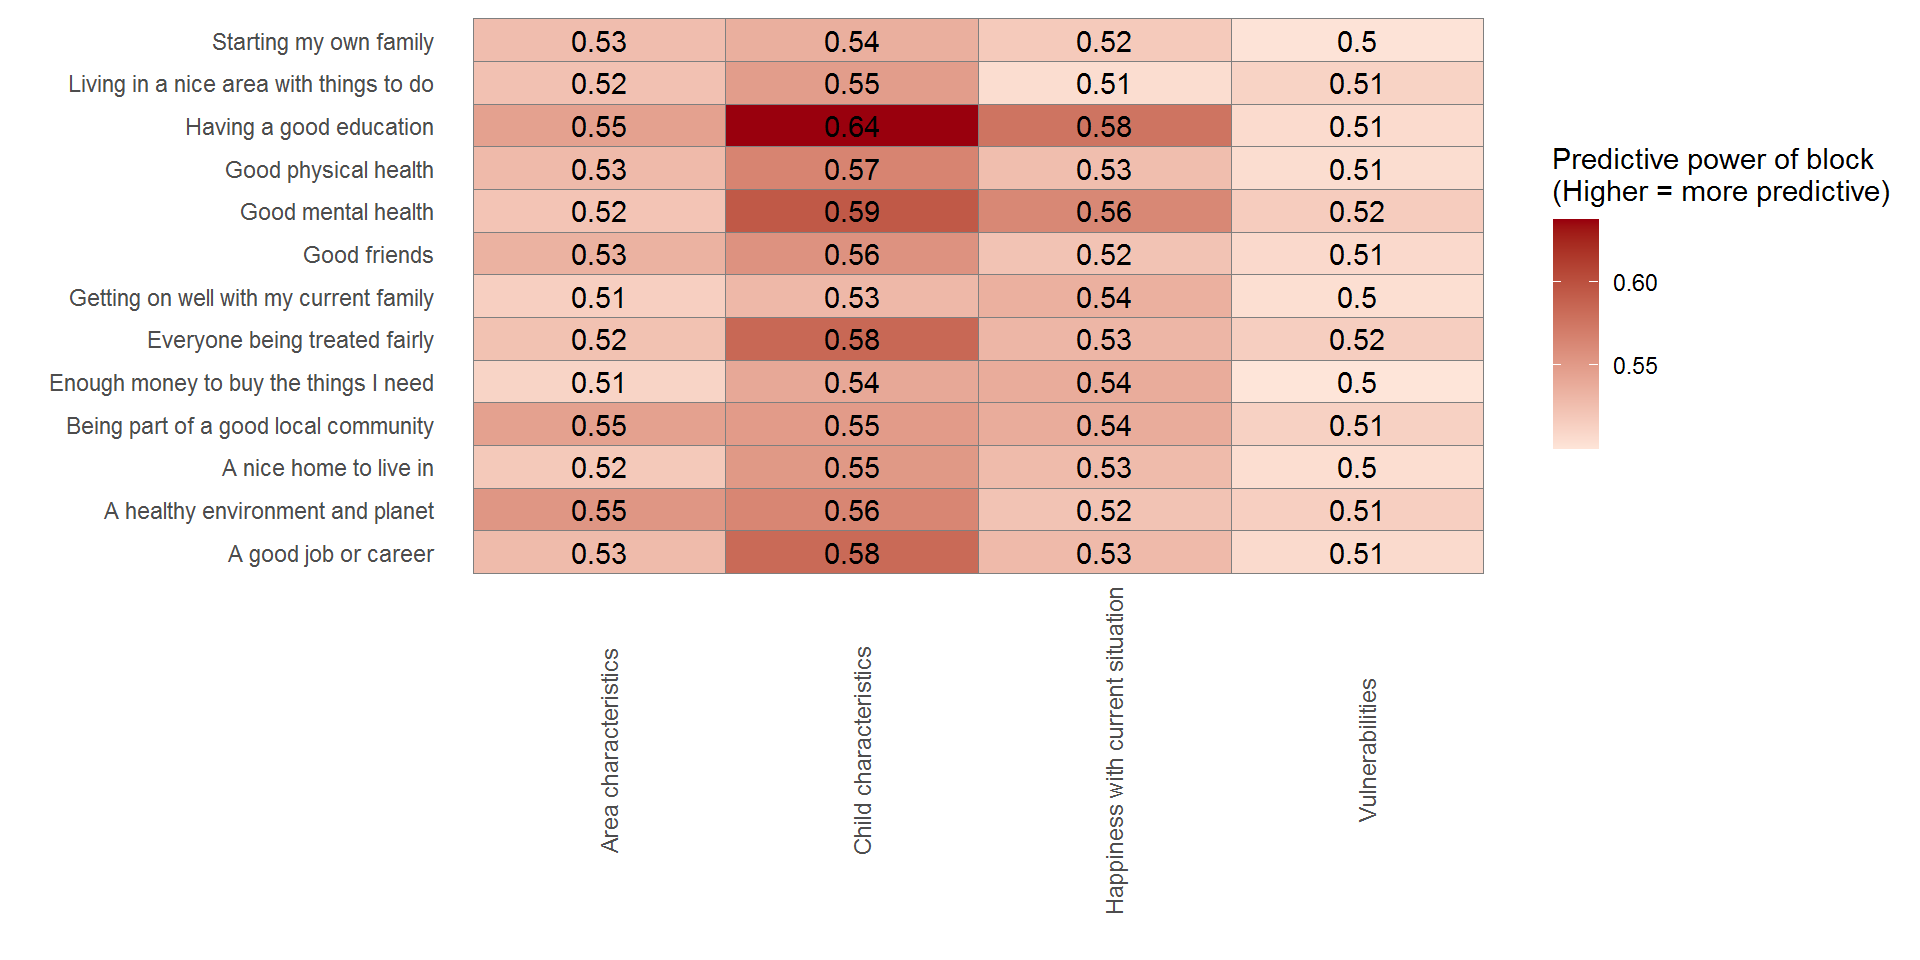 Starting my own family 0.53 0.54 0.52 0.5
Living in a nice area with things to do 0.52 0.55 0.51 0.51
Having a good education 0.55 0.64 0.58 0.51
Good physical health 0.53 0.57 0.53 0.51
Good mental health 0.52 0.59 0.56 0.52
Good friends 0.53 0.56 0.52 0.51
Getting on well with my current family 0.51 0.53 0.54 0.5
Everyone being treated fairly 0.52 0.58 0.53 0.52
Enough money to buy the things I need 0.51 0.54 0.54 0.5
Being part of a good local community 0.55 0.55 0.54 0.51
A nice home to live in 0.52 0.55 0.53 0.5
A healthy environment and planet 0.55 0.56 0.52 0.51
A good job or career 0.53 0.58 0.53 0.51
Area characteristics
Child characteristics
Happiness with current situation
Vulnerabilities
Predictive power of block
(Higher = more predictive)
0.60
0.55